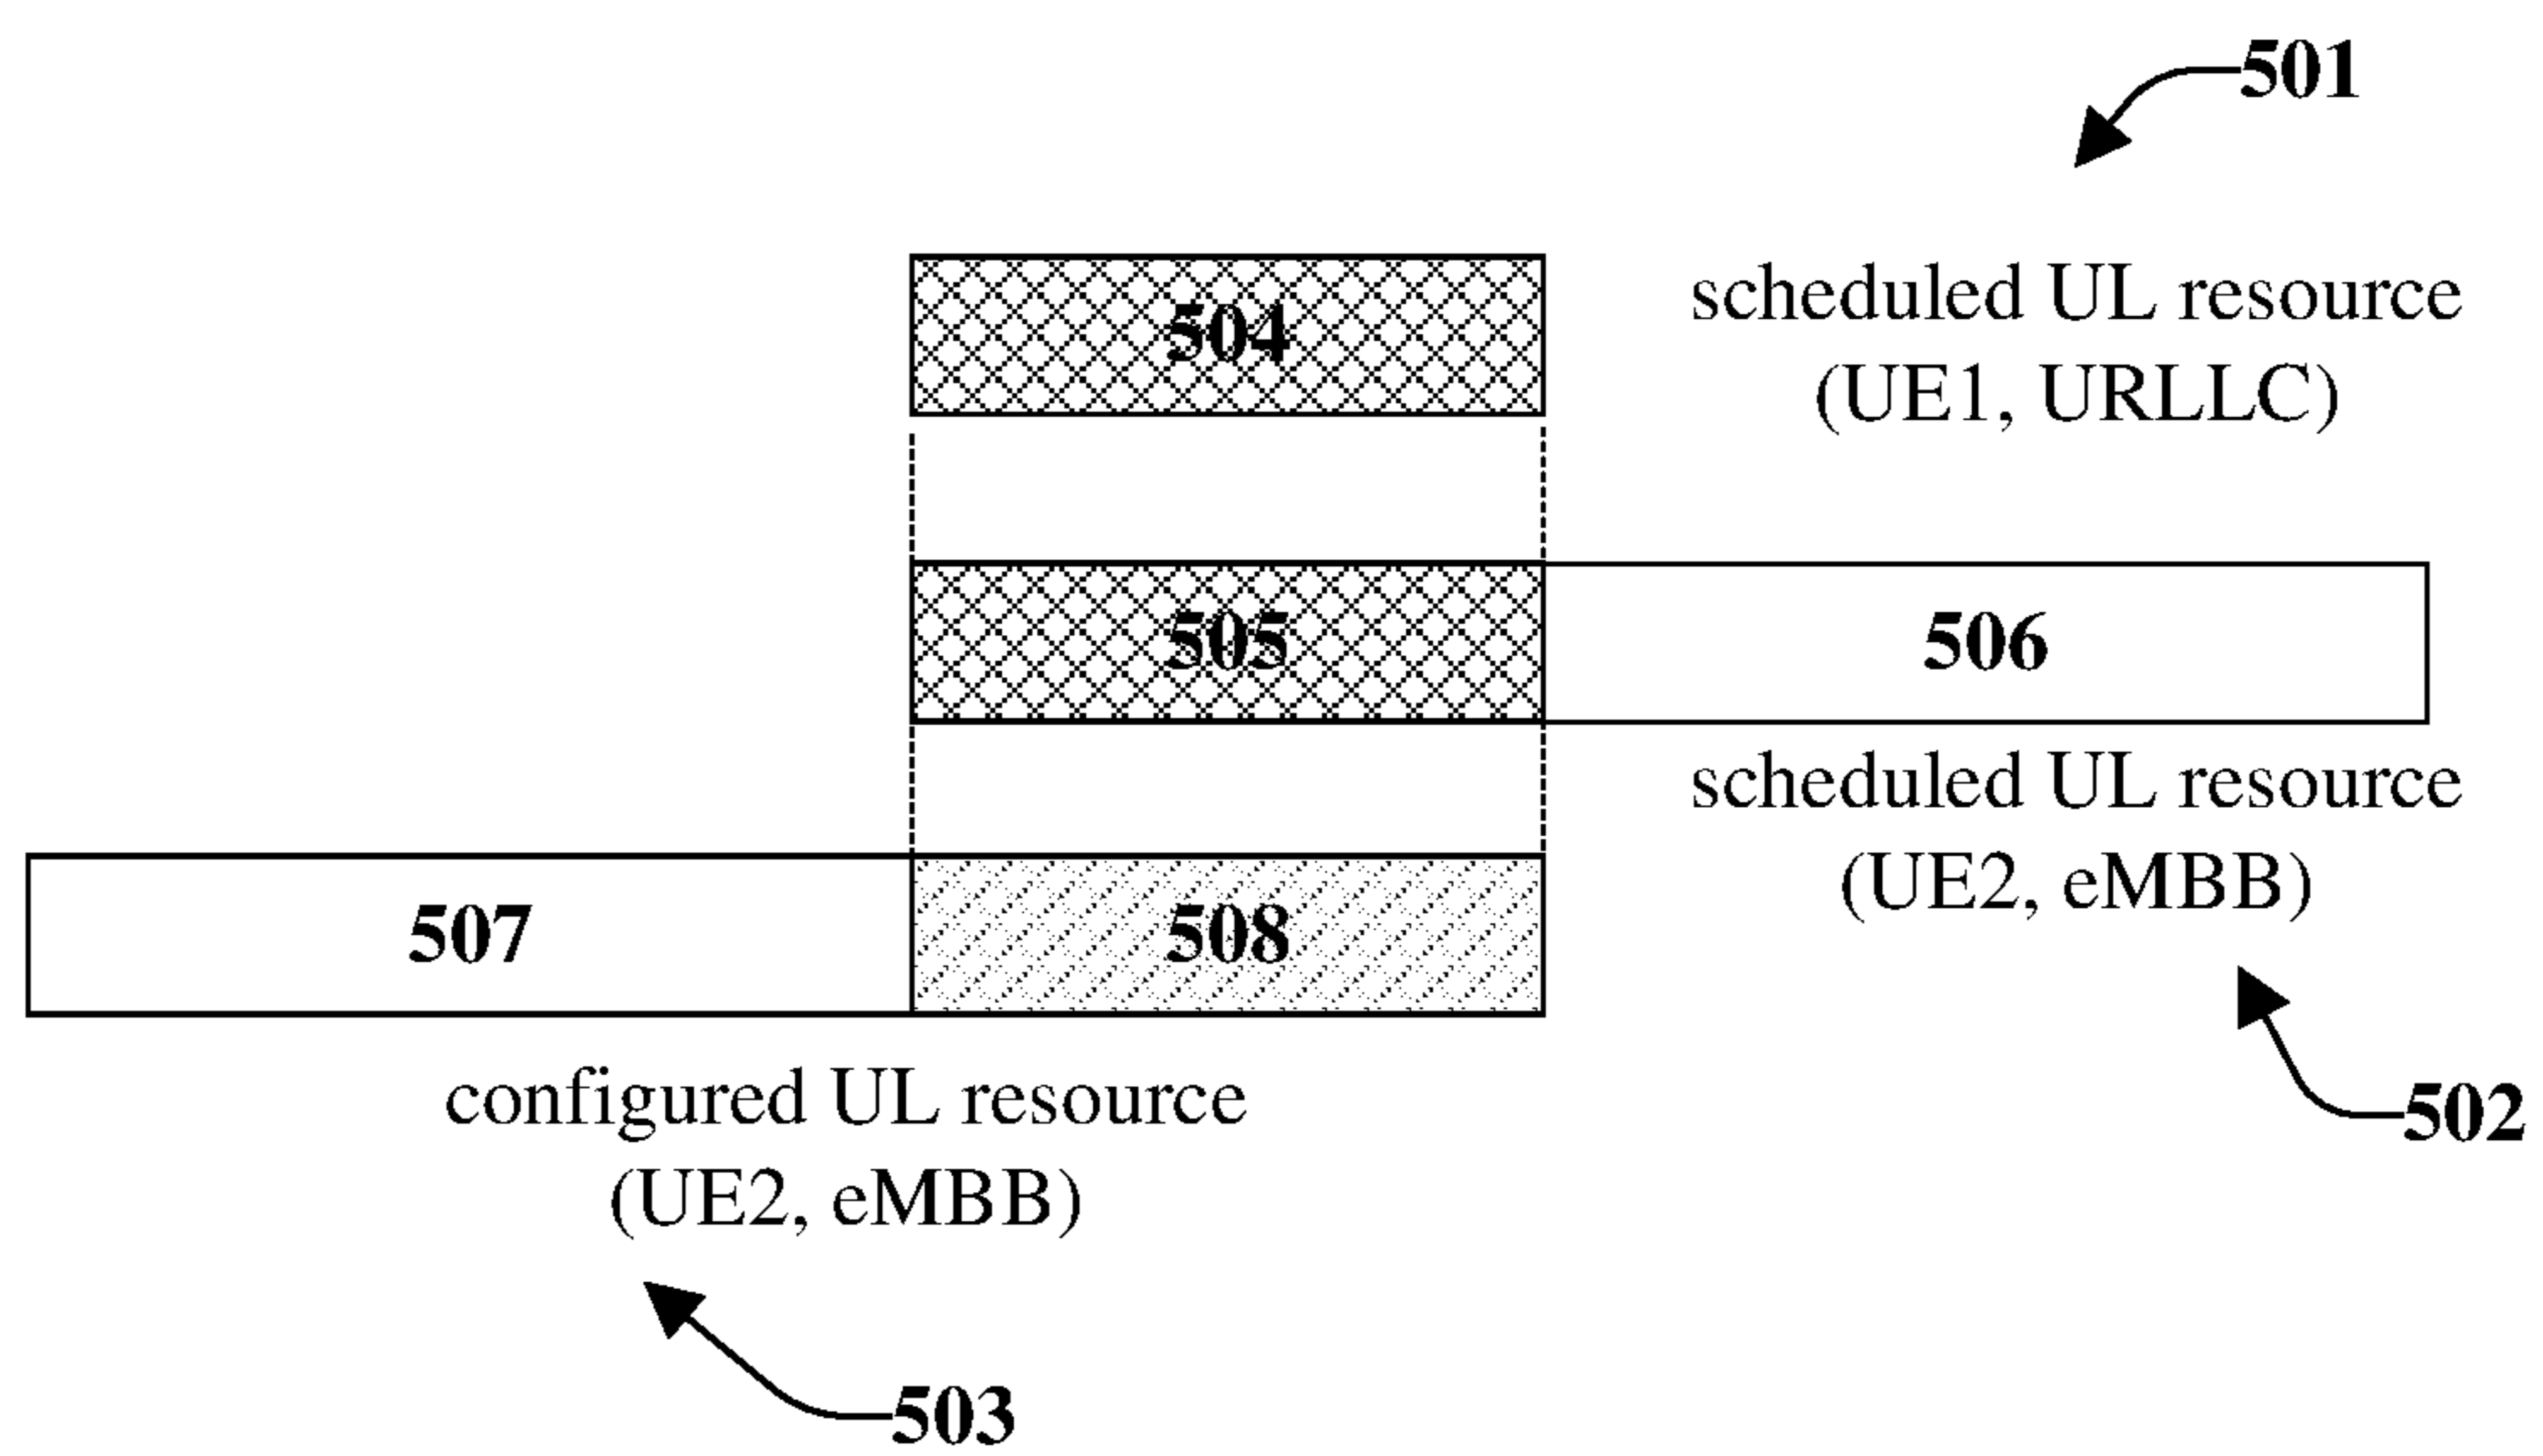 501
504
scheduled UL resource
(UE1, URLLC)
505
506
scheduled UL resource
(UE2, eMBB)
507
508
configured UL resource
(UE2, eMBB)
502
503